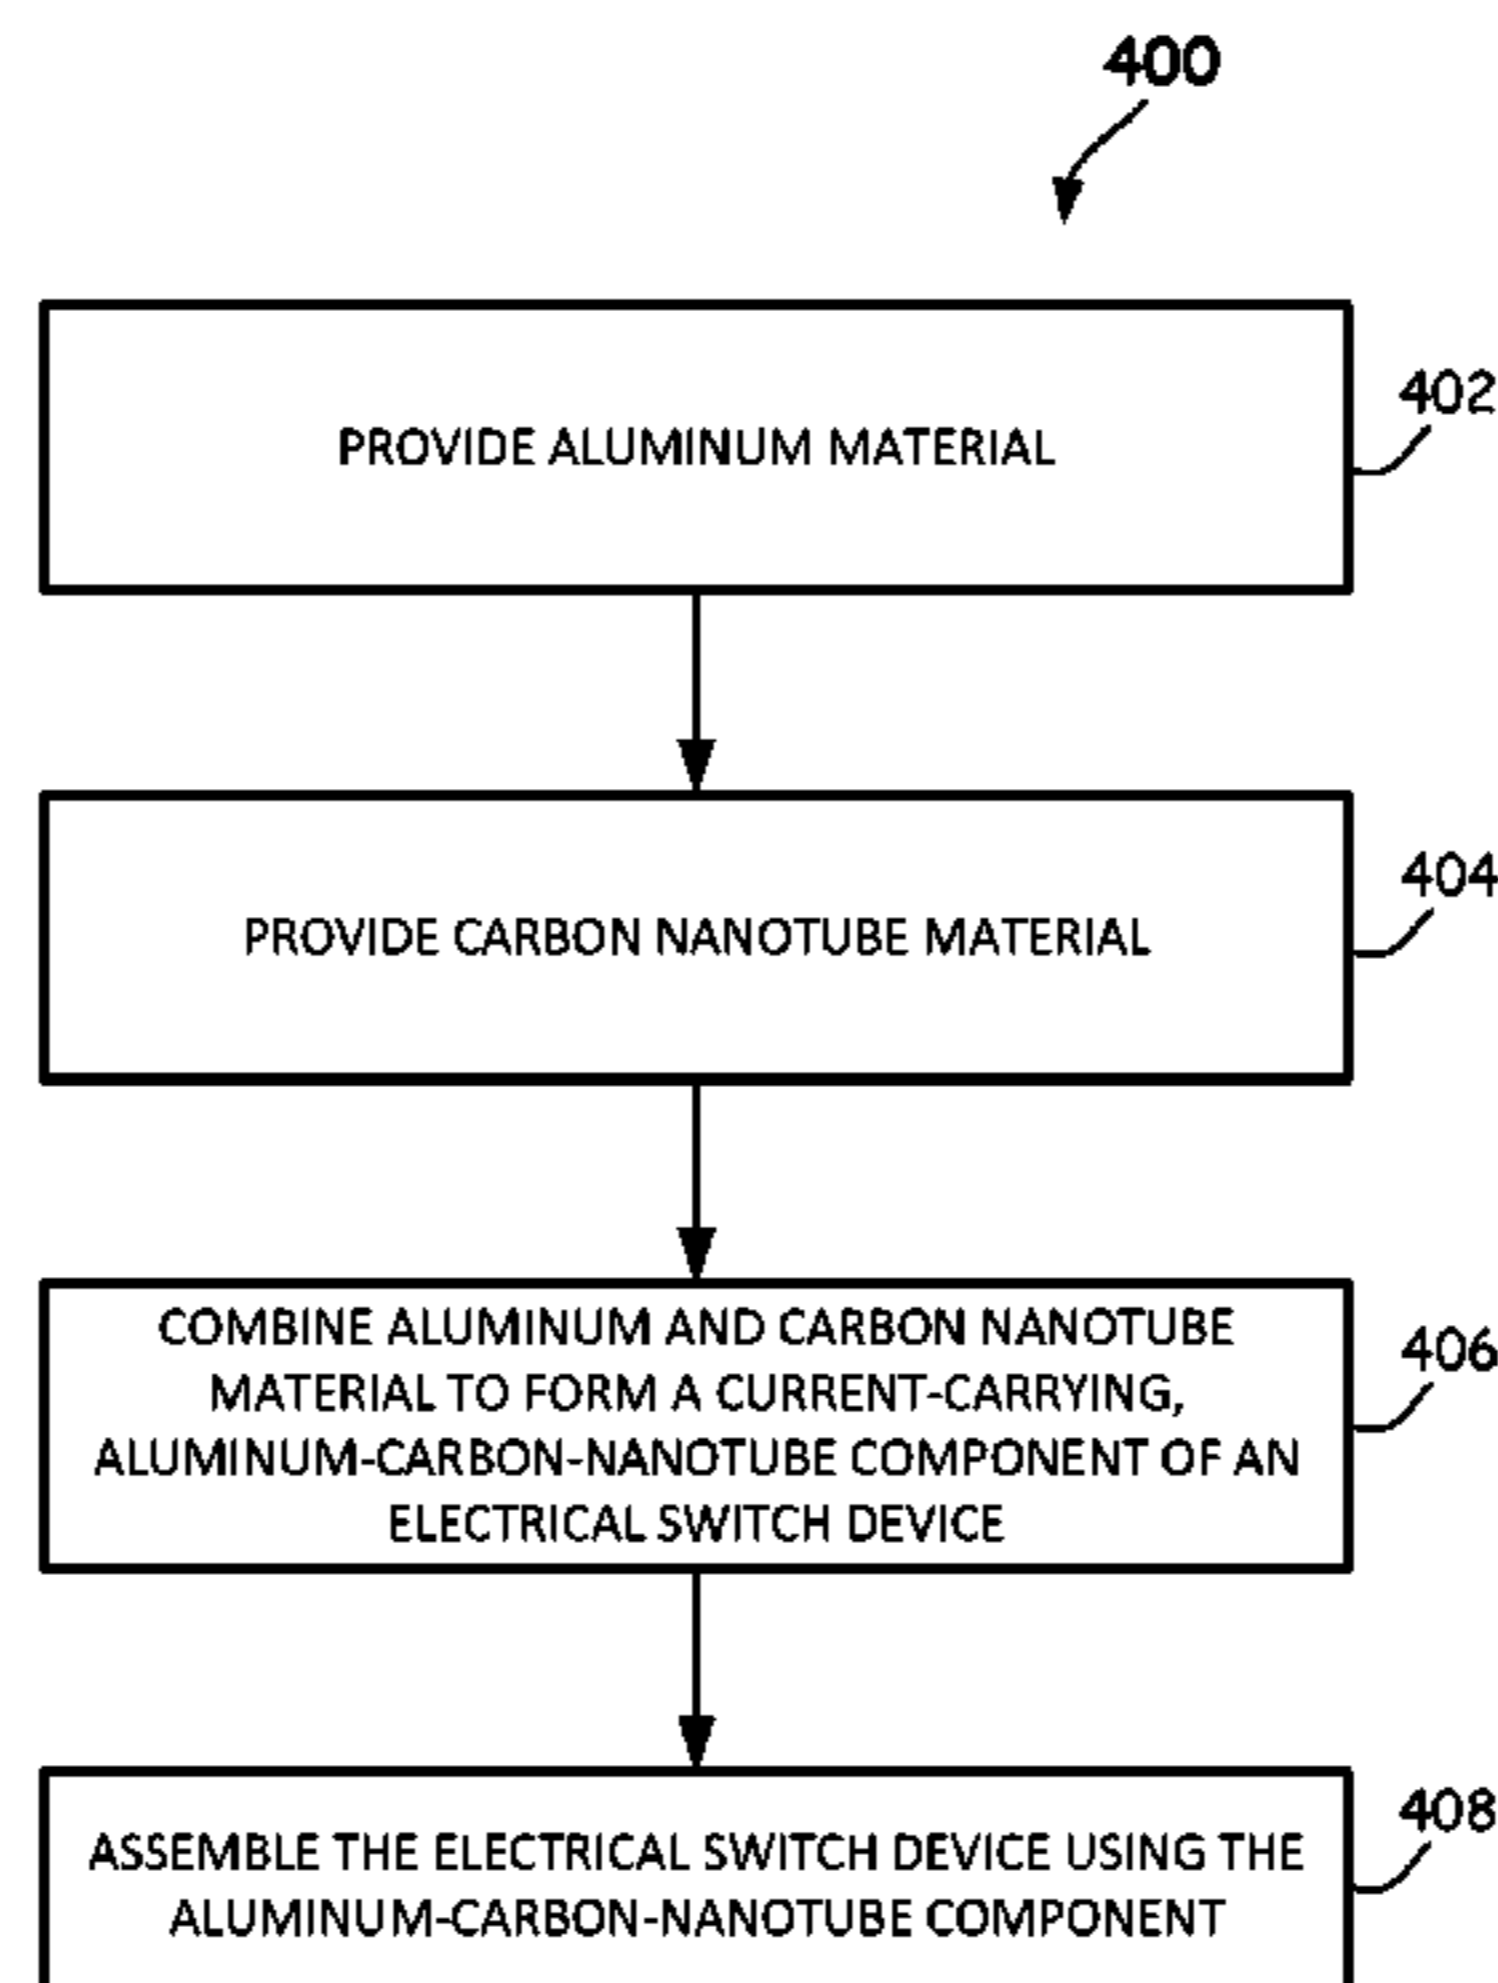 400
PROVIDE ALUMINUM MATERIAL
402
PROVIDE CARBON NANOTUBE MATERIAL
404
COMBINE ALUMINUM AND CARBON NANOTUBE
MATERIAL TO FORM A CURRENT-CARRYING,
ALUMINUM-CARBON-NANOTUBE COMPONENT OF AN
ELECTRICAL SWITCH DEVICE
406
ASSEMBLE THE ELECTRICAL SWITCH DEVICE USING THE
ALUMINUM-CARBON-NANOTUBE COMPONENT
408